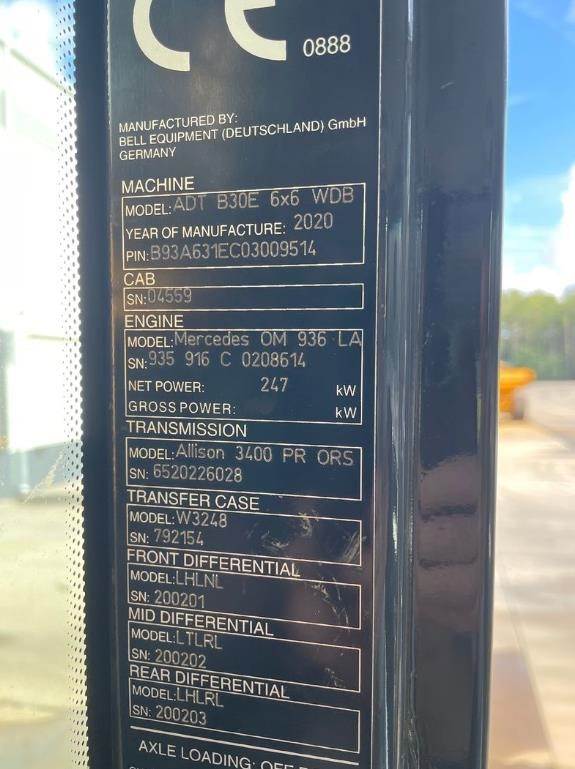 CE 0888
MANUFACTURED BY:
BELL EQUIPMENT (DEUTSCHLAND) GmbH
GERMANY
MACHINE
MODEL: ADT B30E 6x6 WDB
YEAR OF MANUFACTURE: 2020
PIN: B93A631EC03009514
CAB
SN: 04559
ENGINE
MODEL: Mercedes OM 936 LA
SN: 935 916 C 0208614
NET POWER: 247 kW
GROSS POWER: kW
TRANSMISSION
MODEL: Allison 3400 PR ORS
SN: 6520226028
TRANSFER CASE
MODEL: W3248
SN: 792154
FRONT DIFFERENTIAL
MODEL: LHLNL
SN: 200201
MID DIFFERENTIAL
MODEL: LTLRL
SN: 200202
REAR DIFFERENTIAL
MODEL: LHLRL
SN: 200203
AXLE LOADING: